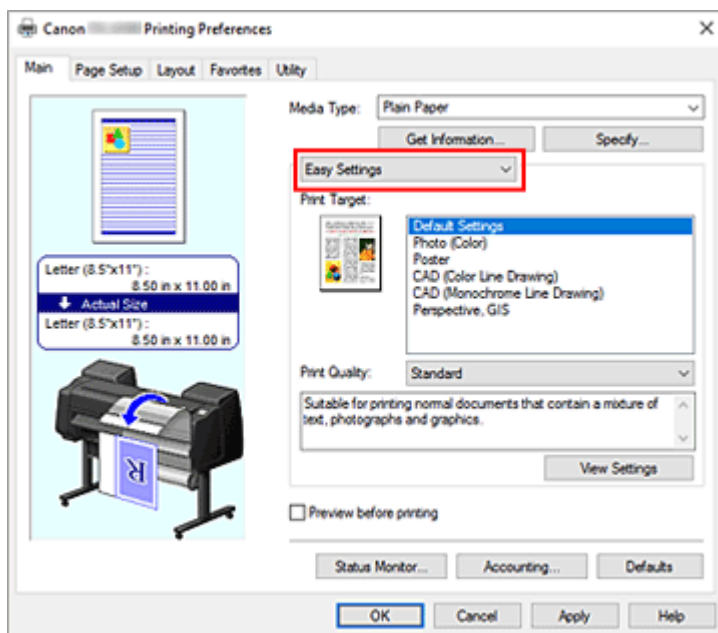 Canon Printing Preferences
Main Page Setup Layout Favorites Utility
Media Type: Plain Paper
Get Information... Specify...
Easy Settings
Print Target:
Default Settings
Photo (Color)
Poster
CAD (Color Line Drawing)
CAD (Monochrome Line Drawing)
Perspective, GIS
Letter (8.5"x11") :
8.50 in x 11.00 in
Actual Size
Letter (8.5"x11") :
8.50 in x 11.00 in
R
Print Quality: Standard
Suitable for printing normal documents that contain a mixture of
text, photographs and graphics.
View Settings
Preview before printing
Status Monitor... Accounting... Defaults
OK Cancel Apply Help